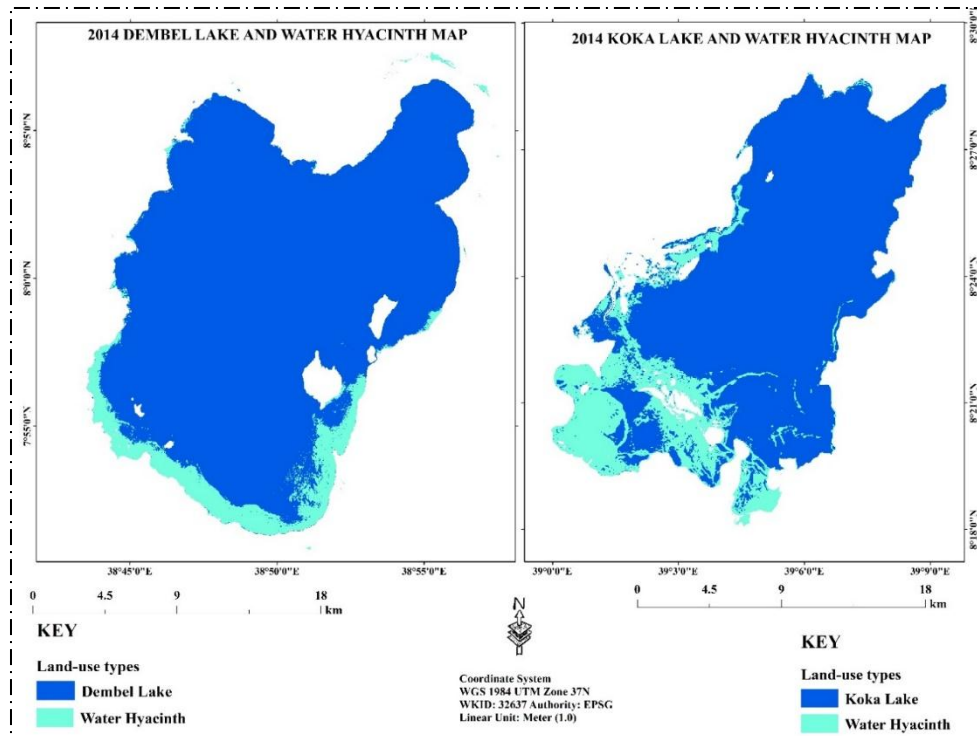 2014 DEMBEL LAKE AND WATER HYACINTH MAP
8°5'0"N
8°0'0"N
7°55'0"N
38°45'0"E 38°50'0"E 38°55'0"E
2014 KOKA LAKE AND WATER HYACINTH MAP
8°30'0"N
8°27'0"N
8°24'0"N
8°21'0"N
8°18'0"N
39°0'0"E 39°3'0"E 39°6'0"E 39°9'0"E
0 4.5 9 18
km
KEY
Land-use types
Dembel Lake
Water Hyacinth
N
Coordinate System
WGS 1984 UTM Zone 37N
WKID: 32637 Authority: EPSG
Linear Unit: Meter (1.0)
0 4.5 9 18
km
KEY
Land-use types
Koka Lake
Water Hyacinth